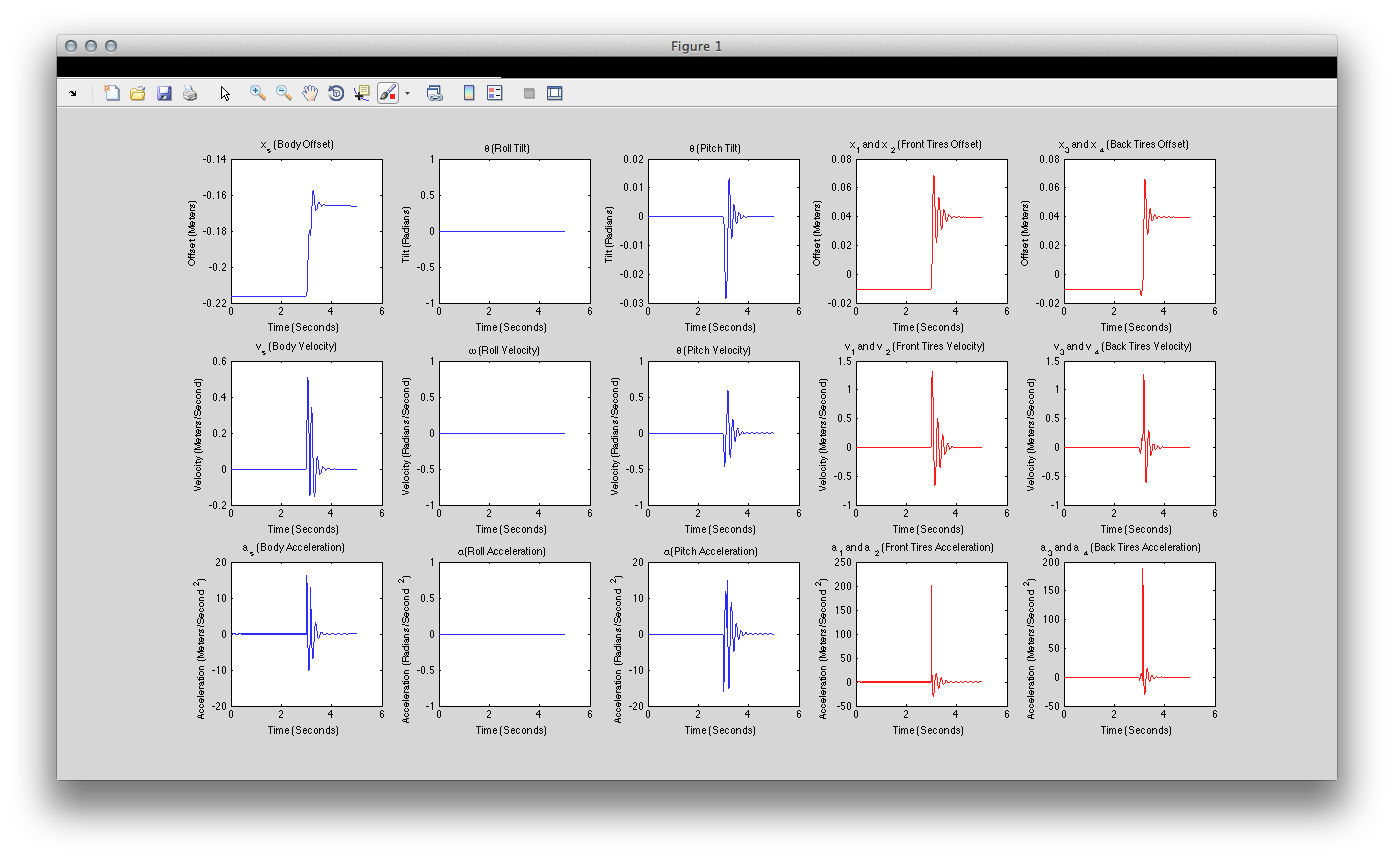 Figure 1
x s (Body Offset)
-0.14
-0.16
-0.18
-0.2
-0.22
Offset (Meters)
0 2 4 6
Time (Seconds)
θ (Roll Tilt)
1
0.5
0
-0.5
-1
Tilt (Radians)
0 2 4 6
Time (Seconds)
θ (Pitch Tilt)
0.02
0.01
0
-0.01
-0.02
-0.03
Tilt (Radians)
0 2 4 6
Time (Seconds)
x 1 and x 2 (Front Tires Offset)
0.08
0.06
0.04
0.02
0
-0.02
Offset (Meters)
0 2 4 6
Time (Seconds)
x 3 and x 4 (Back Tires Offset)
0.08
0.06
0.04
0.02
0
-0.02
Offset (Meters)
0 2 4 6
Time (Seconds)
v s (Body Velocity)
0.6
0.4
0.2
0
-0.2
Velocity (Meters/Second)
0 2 4 6
Time (Seconds)
ω (Roll Velocity)
1
0.5
0
-0.5
-1
Velocity (Radians/Second)
0 2 4 6
Time (Seconds)
θ (Pitch Velocity)
1
0.5
0
-0.5
-1
Velocity (Radians/Second)
0 2 4 6
Time (Seconds)
v 1 and v 2 (Front Tires Velocity)
1.5
1
0.5
0
-0.5
-1
Velocity (Meters/Second)
0 2 4 6
Time (Seconds)
v 3 and v 4 (Back Tires Velocity)
1.5
1
0.5
0
-0.5
-1
Velocity (Meters/Second)
0 2 4 6
Time (Seconds)
a s (Body Acceleration)
20
10
0
-10
-20
Acceleration (Meters/Second 2)
0 2 4 6
Time (Seconds)
α(Roll Acceleration)
1
0.5
0
-0.5
-1
Acceleration (Radians/Second 2)
0 2 4 6
Time (Seconds)
α(Pitch Acceleration)
20
10
0
-10
-20
Acceleration (Radians/Second 2)
0 2 4 6
Time (Seconds)
a 1 and a 2 (Front Tires Acceleration)
250
200
150
100
50
0
-50
Acceleration (Meters/Second 2)
0 2 4 6
Time (Seconds)
a 3 and a 4 (Back Tires Acceleration)
200
150
100
50
0
-50
Acceleration (Meters/Second 2)
0 2 4 6
Time (Seconds)